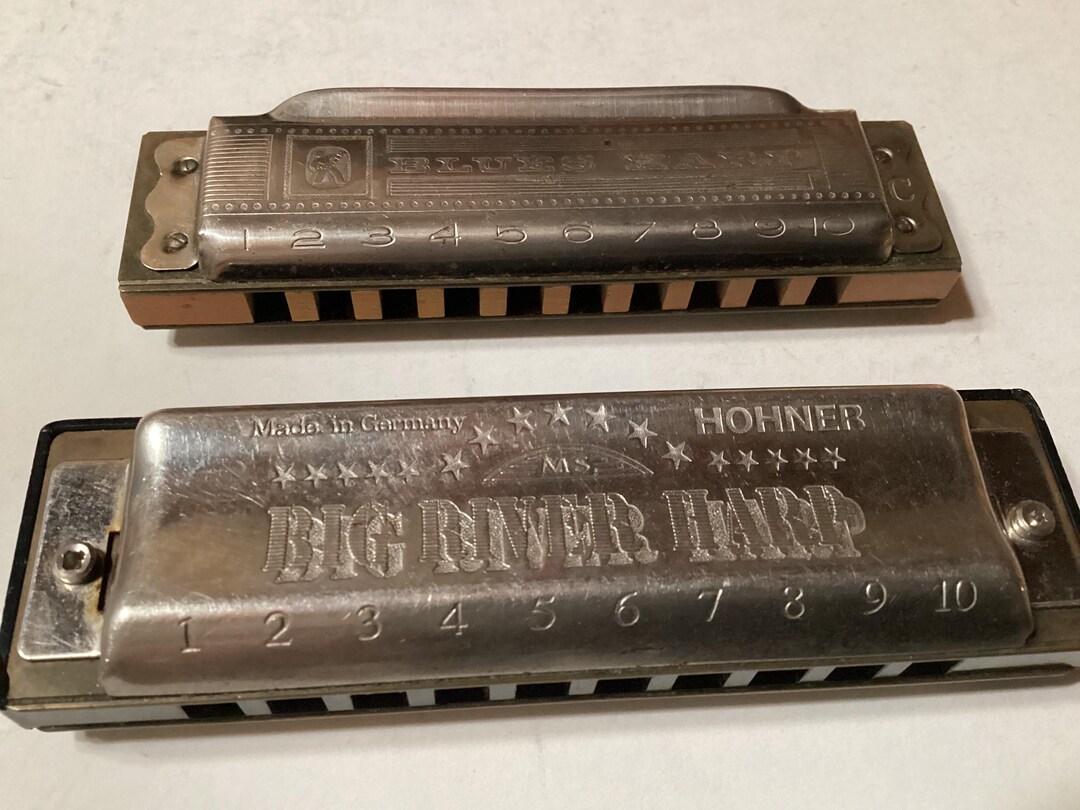 BLUES HARP
C
1 2 3 4 5 6 7 8 9 10
Made in Germany HOHNER
MS
BIG RIVER HARP
1 2 3 4 5 6 7 8 9 10